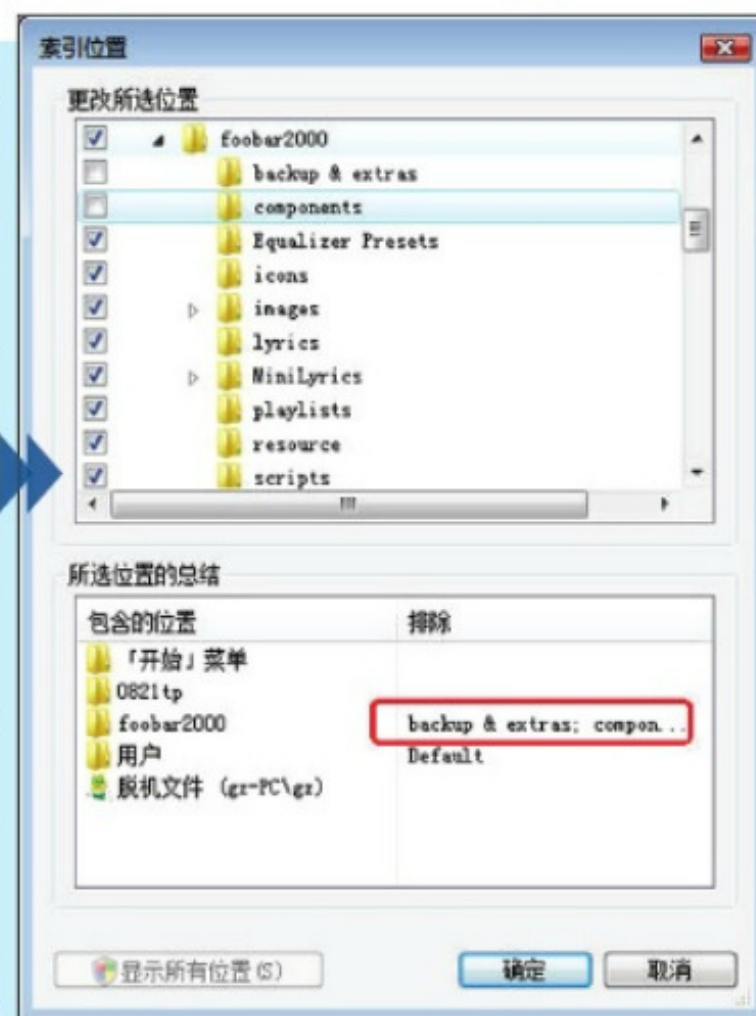 索引位置
更改所选位置
foobar2000
backup & extras
components
Equalizer Presets
icons
images
lyrics
MiniLyrics
playlists
resource
scripts
所选位置的总结
包含的位置 排除
「开始」菜单
0821tp
foobar2000 backup & extras; compon...
用户 Default
脱机文件 (gz-PC\gz)
显示所有位置(S) 确定 取消